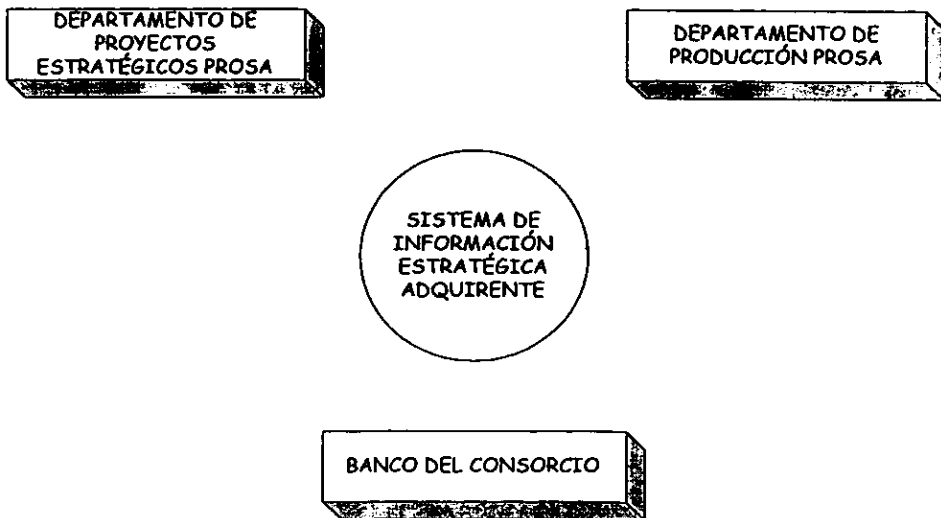 DEPARTAMENTO DE
PROYECTOS
ESTRATÉGICOS PROSA
DEPARTAMENTO DE
PRODUCCIÓN PROSA
SISTEMA DE
INFORMACIÓN
ESTRATÉGICA
ADQUIRENTE
BANCO DEL CONSORCIO